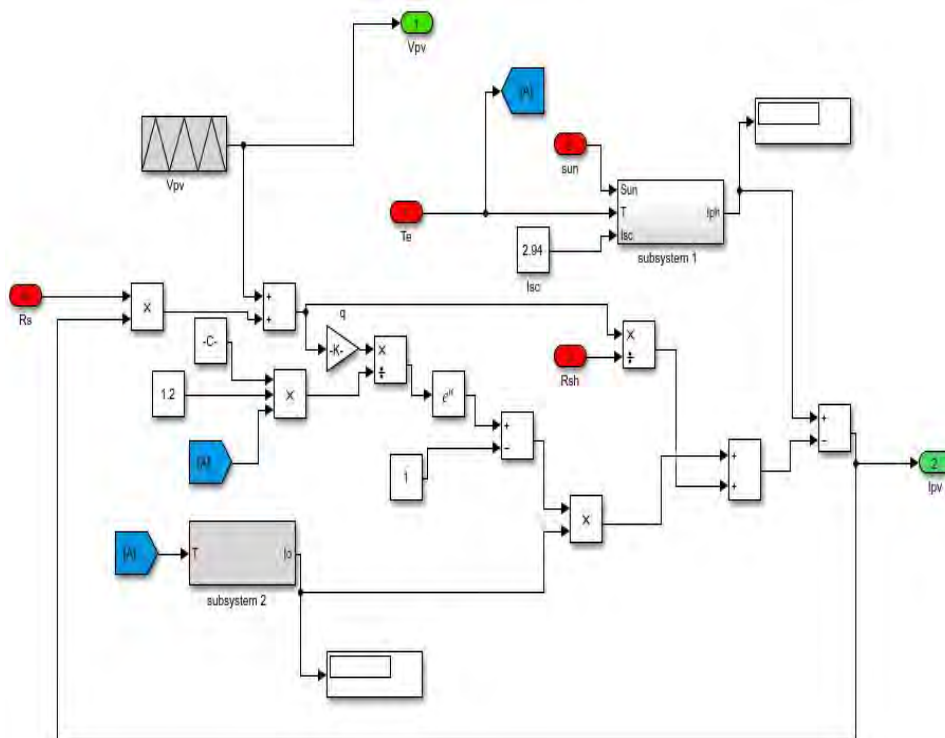 1
Vpv
[A]
Vpv
sun
Sun
T
Isc
Iph
subsystem 1
Te
2.94
Isc
Rs
×
+
+
q
-C-
-K-
×
÷
×
÷
Rsh
1.2
×
eᵘ
[A]
+
−
1
+
−
2
Ipv
+
+
×
[A]
T
Io
subsystem 2